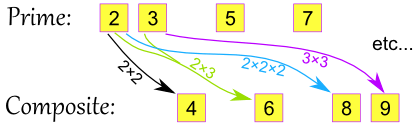 Prime: 2 3 5 7
etc...
2×2 2×3 2×2×2 3×3
Composite: 4 6 8 9